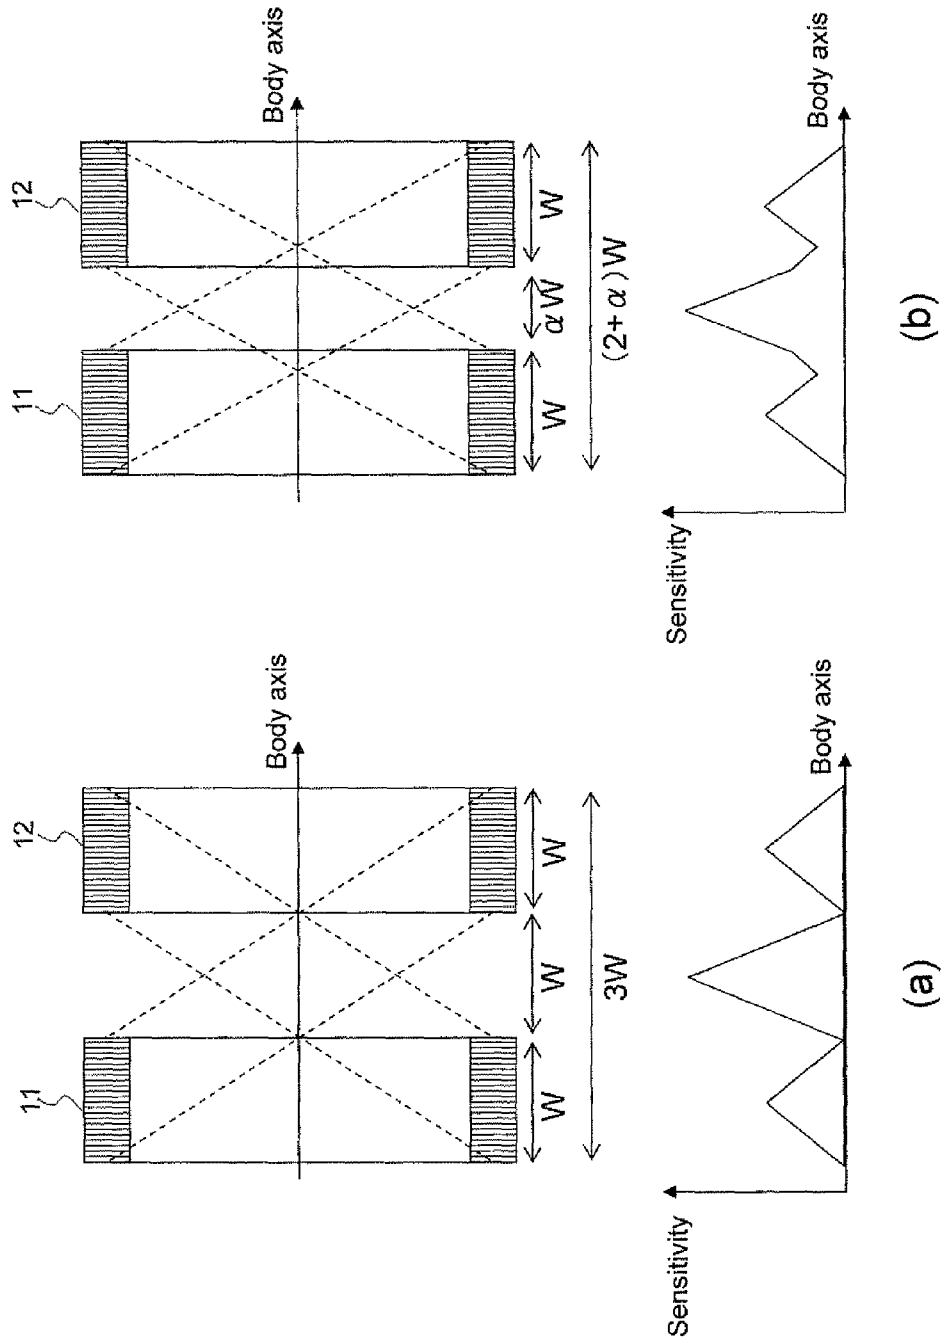 11
12
Body axis
W
W
W
3W
Sensitivity
Body axis
(a)
11
12
Body axis
W
αW
W
(2+α)W
Sensitivity
Body axis
(b)